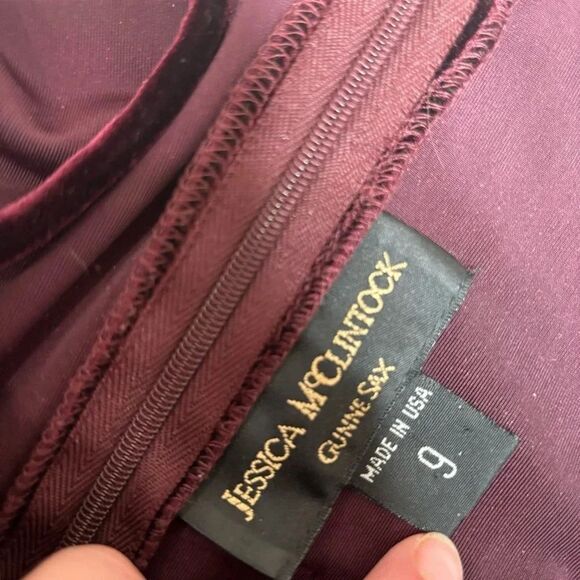 JESSICA McCLINTOCK
GUNNE SAX
MADE IN USA
9